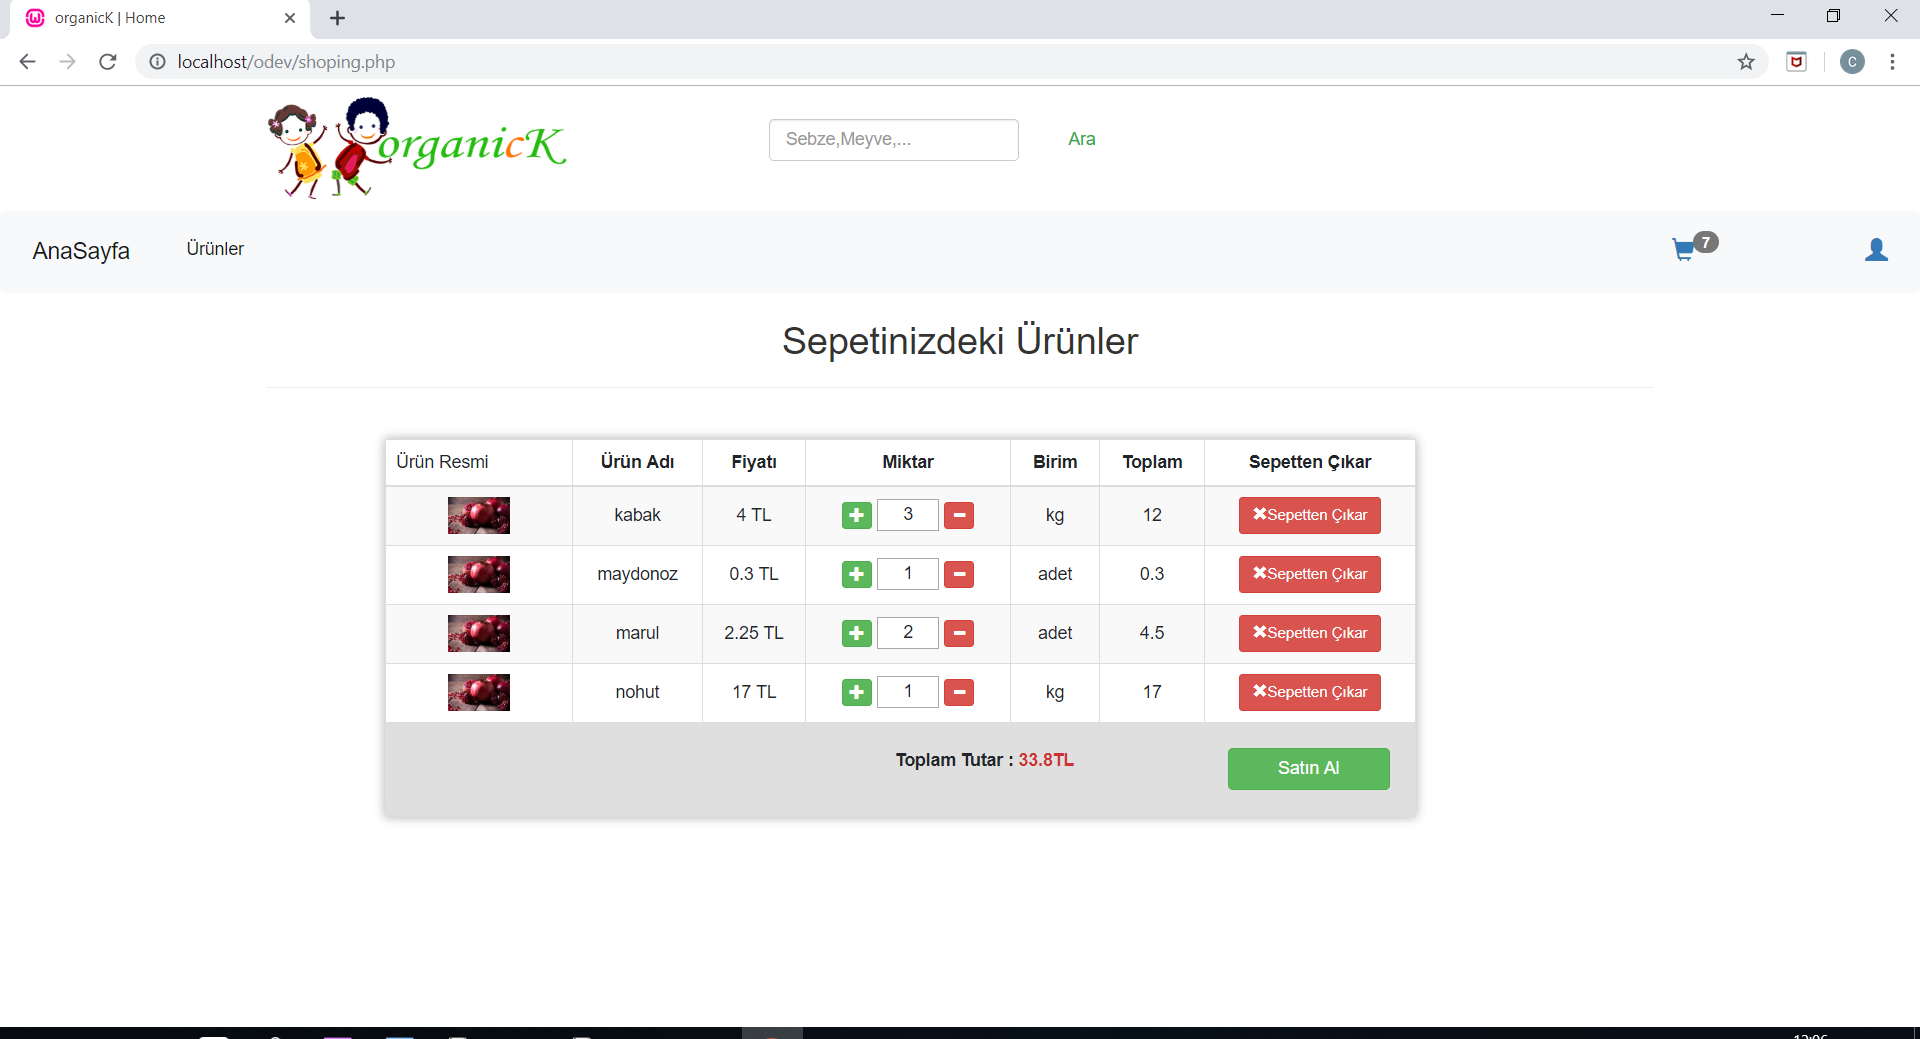 organicK | Home
localhost/odev/shoping.php
organicK
Sebze,Meyve,...
Ara
AnaSayfa
Ürünler
7
C
Sepetinizdeki Ürünler
Ürün Resmi Ürün Adı Fiyatı Miktar Birim Toplam Sepetten Çıkar
kabak 4 TL 3 kg 12 Sepetten Çıkar
maydonoz 0.3 TL 1 adet 0.3 Sepetten Çıkar
marul 2.25 TL 2 adet 4.5 Sepetten Çıkar
nohut 17 TL 1 kg 17 Sepetten Çıkar
Toplam Tutar : 33.8TL
Satın Al